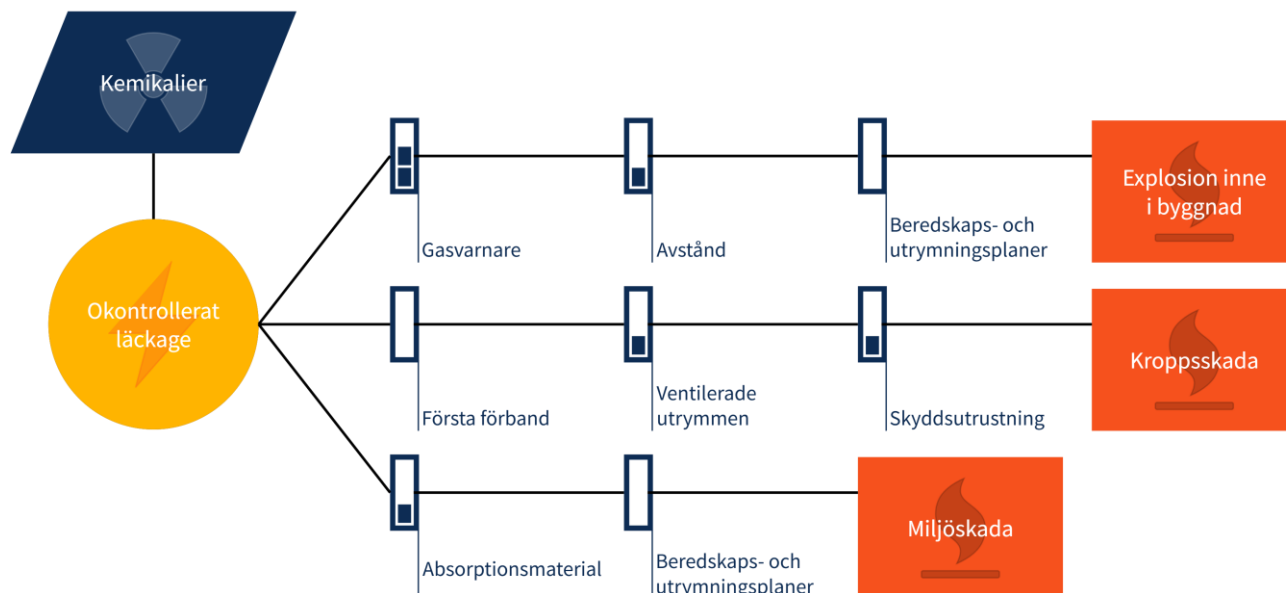 Kemikalier
Okontrollerat
läckage
Gasvarnare
Avstånd
Beredskaps- och
utrymningsplaner
Explosion inne
i byggnad
Första förband
Ventilerade
utrymmen
Skyddsutrustning
Kroppsskada
Absorptionsmaterial
Beredskaps- och
utrymningsplaner
Miljöskada